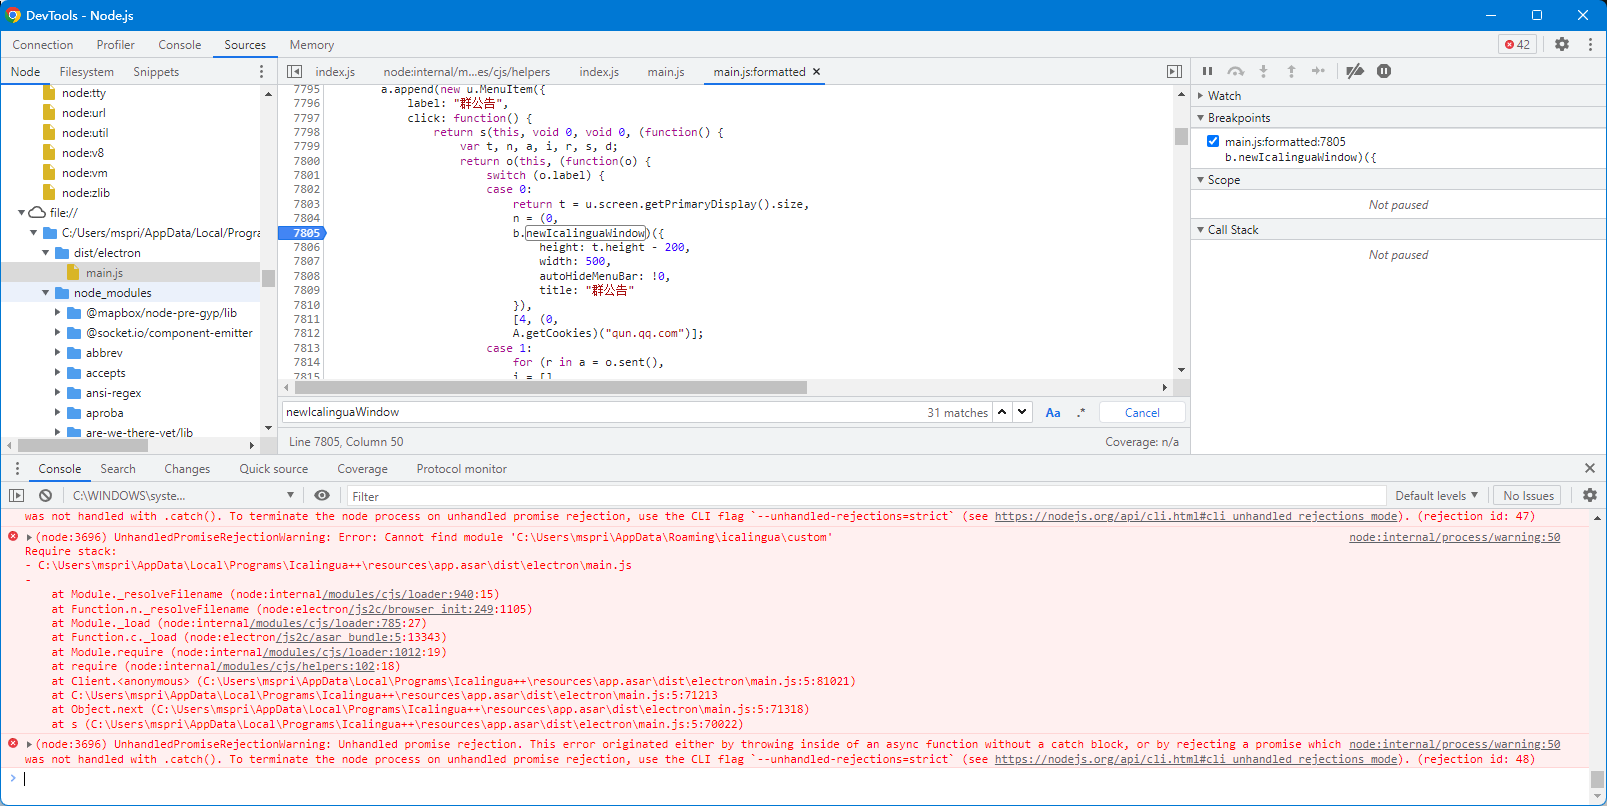 DevTools - Node.js
Connection Profiler Console Sources Memory
42
Node Filesystem Snippets
index.js node:internal/m...es/cjs/helpers index.js main.js main.js:formatted
node:tty
node:url
node:util
node:v8
node:vm
node:zlib
file://
C:/Users/mspri/AppData/Local/Progra
dist/electron
main.js
node_modules
@mapbox/node-pre-gyp/lib
@socket.io/component-emitter
abbrev
accepts
ansi-regex
aproba
are-we-there-yet/lib
7795 a.append(new u.MenuItem({
7796 label: "群公告",
7797 click: function() {
7798 return s(this, void 0, void 0, (function() {
7799 var t, n, a, i, r, s, d;
7800 return o(this, (function(o) {
7801 switch (o.label) {
7802 case 0:
7803 return t = u.screen.getPrimaryDisplay().size,
7804 n = (0,
7805 b.newIcalinguaWindow)({
7806 height: t.height - 200,
7807 width: 500,
7808 autoHideMenuBar: !0,
7809 title: "群公告"
7810 }),
7811 [4, (0,
7812 A.getCookies)("qun.qq.com")];
7813 case 1:
7814 for (r in a = o.sent(),
7815 i = []
newIcalinguaWindow 31 matches Aa .* Cancel
Line 7805, Column 50 Coverage: n/a
Watch
Breakpoints
main.js:formatted:7805
b.newIcalinguaWindow)({
Scope
Not paused
Call Stack
Not paused
Console Search Changes Quick source Coverage Protocol monitor
C:\WINDOWS\syste... Filter Default levels No Issues
was not handled with .catch(). To terminate the node process on unhandled promise rejection, use the CLI flag `--unhandled-rejections=strict` (see https://nodejs.org/api/cli.html#cli_unhandled_rejections_mode). (rejection id: 47)
(node:3696) UnhandledPromiseRejectionWarning: Error: Cannot find module 'C:\Users\mspri\AppData\Roaming\icalingua\custom' node:internal/process/warning:50
Require stack:
- C:\Users\mspri\AppData\Local\Programs\Icalingua++\resources\app.asar\dist\electron\main.js
-
at Module._resolveFilename (node:internal/modules/cjs/loader:940:15)
at Function.n._resolveFilename (node:electron/js2c/browser_init:249:1105)
at Module._load (node:internal/modules/cjs/loader:785:27)
at Function.c._load (node:electron/js2c/asar_bundle:5:13343)
at Module.require (node:internal/modules/cjs/loader:1012:19)
at require (node:internal/modules/cjs/helpers:102:18)
at Client.<anonymous> (C:\Users\mspri\AppData\Local\Programs\Icalingua++\resources\app.asar\dist\electron\main.js:5:81021)
at C:\Users\mspri\AppData\Local\Programs\Icalingua++\resources\app.asar\dist\electron\main.js:5:71213
at Object.next (C:\Users\mspri\AppData\Local\Programs\Icalingua++\resources\app.asar\dist\electron\main.js:5:71318)
at s (C:\Users\mspri\AppData\Local\Programs\Icalingua++\resources\app.asar\dist\electron\main.js:5:70022)
(node:3696) UnhandledPromiseRejectionWarning: Unhandled promise rejection. This error originated either by throwing inside of an async function without a catch block, or by rejecting a promise which node:internal/process/warning:50
was not handled with .catch(). To terminate the node process on unhandled promise rejection, use the CLI flag `--unhandled-rejections=strict` (see https://nodejs.org/api/cli.html#cli_unhandled_rejections_mode). (rejection id: 48)